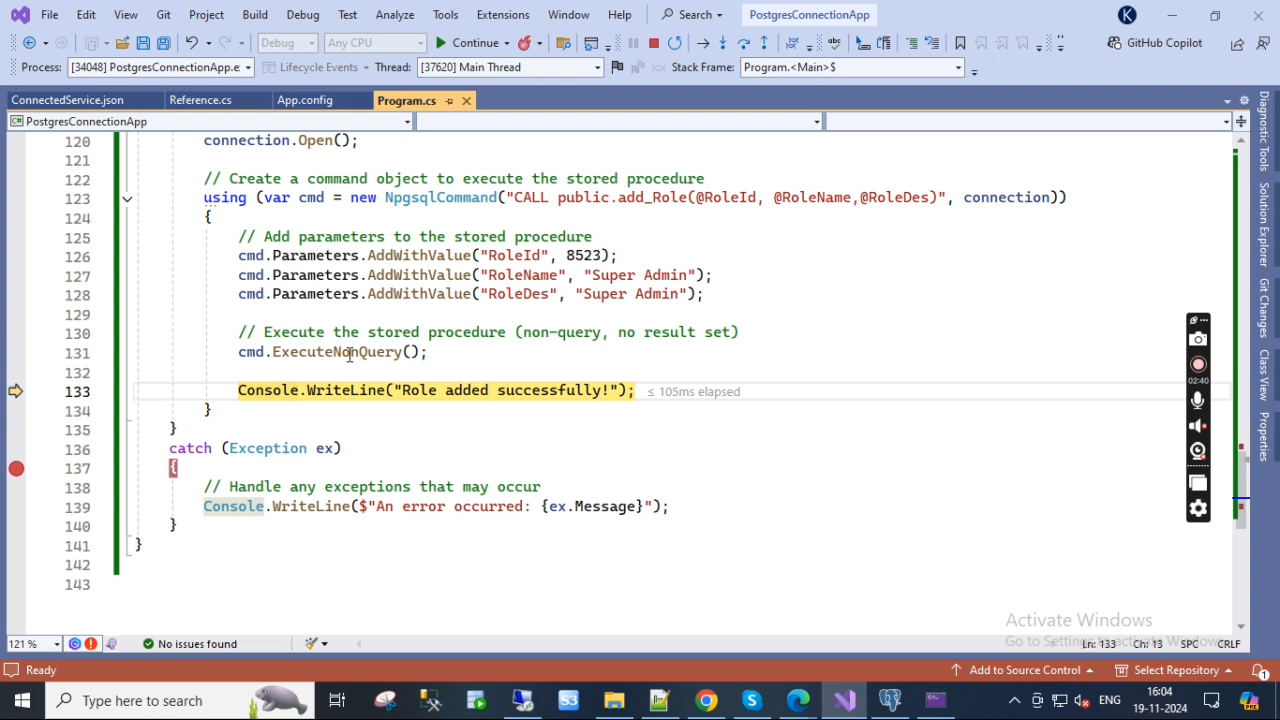 File Edit View Git Project Build Debug Test Analyze Tools Extensions Window Help Search PostgresConnectionApp K
Debug Any CPU Continue GitHub Copilot
Process: [34048] PostgresConnectionApp.e Lifecycle Events Thread: [37620] Main Thread Stack Frame: Program.<Main>$
ConnectedService.json Reference.cs App.config Program.cs
PostgresConnectionApp
120 connection.Open();
121
122 // Create a command object to execute the stored procedure
123 using (var cmd = new NpgsqlCommand("CALL public.add_Role(@RoleId, @RoleName,@RoleDes)", connection))
124 {
125 // Add parameters to the stored procedure
126 cmd.Parameters.AddWithValue("RoleId", 8523);
127 cmd.Parameters.AddWithValue("RoleName", "Super Admin");
128 cmd.Parameters.AddWithValue("RoleDes", "Super Admin");
129
130 // Execute the stored procedure (non-query, no result set)
131 cmd.ExecuteNonQuery();
132
133 Console.WriteLine("Role added successfully!"); ≤ 105ms elapsed
134 }
135 }
136 catch (Exception ex)
137 {
138 // Handle any exceptions that may occur
139 Console.WriteLine($"An error occurred: {ex.Message}");
140 }
141 }
142
143
Diagnostic Tools
Solution Explorer
Git Changes
Class View
Properties
02:40
Activate Windows
Go to Settings to activate Windows.
121 % No issues found Ln: 133 Ch: 13 SPC CRLF
Ready Add to Source Control Select Repository 1
Type here to search ENG 16:04
19-11-2024